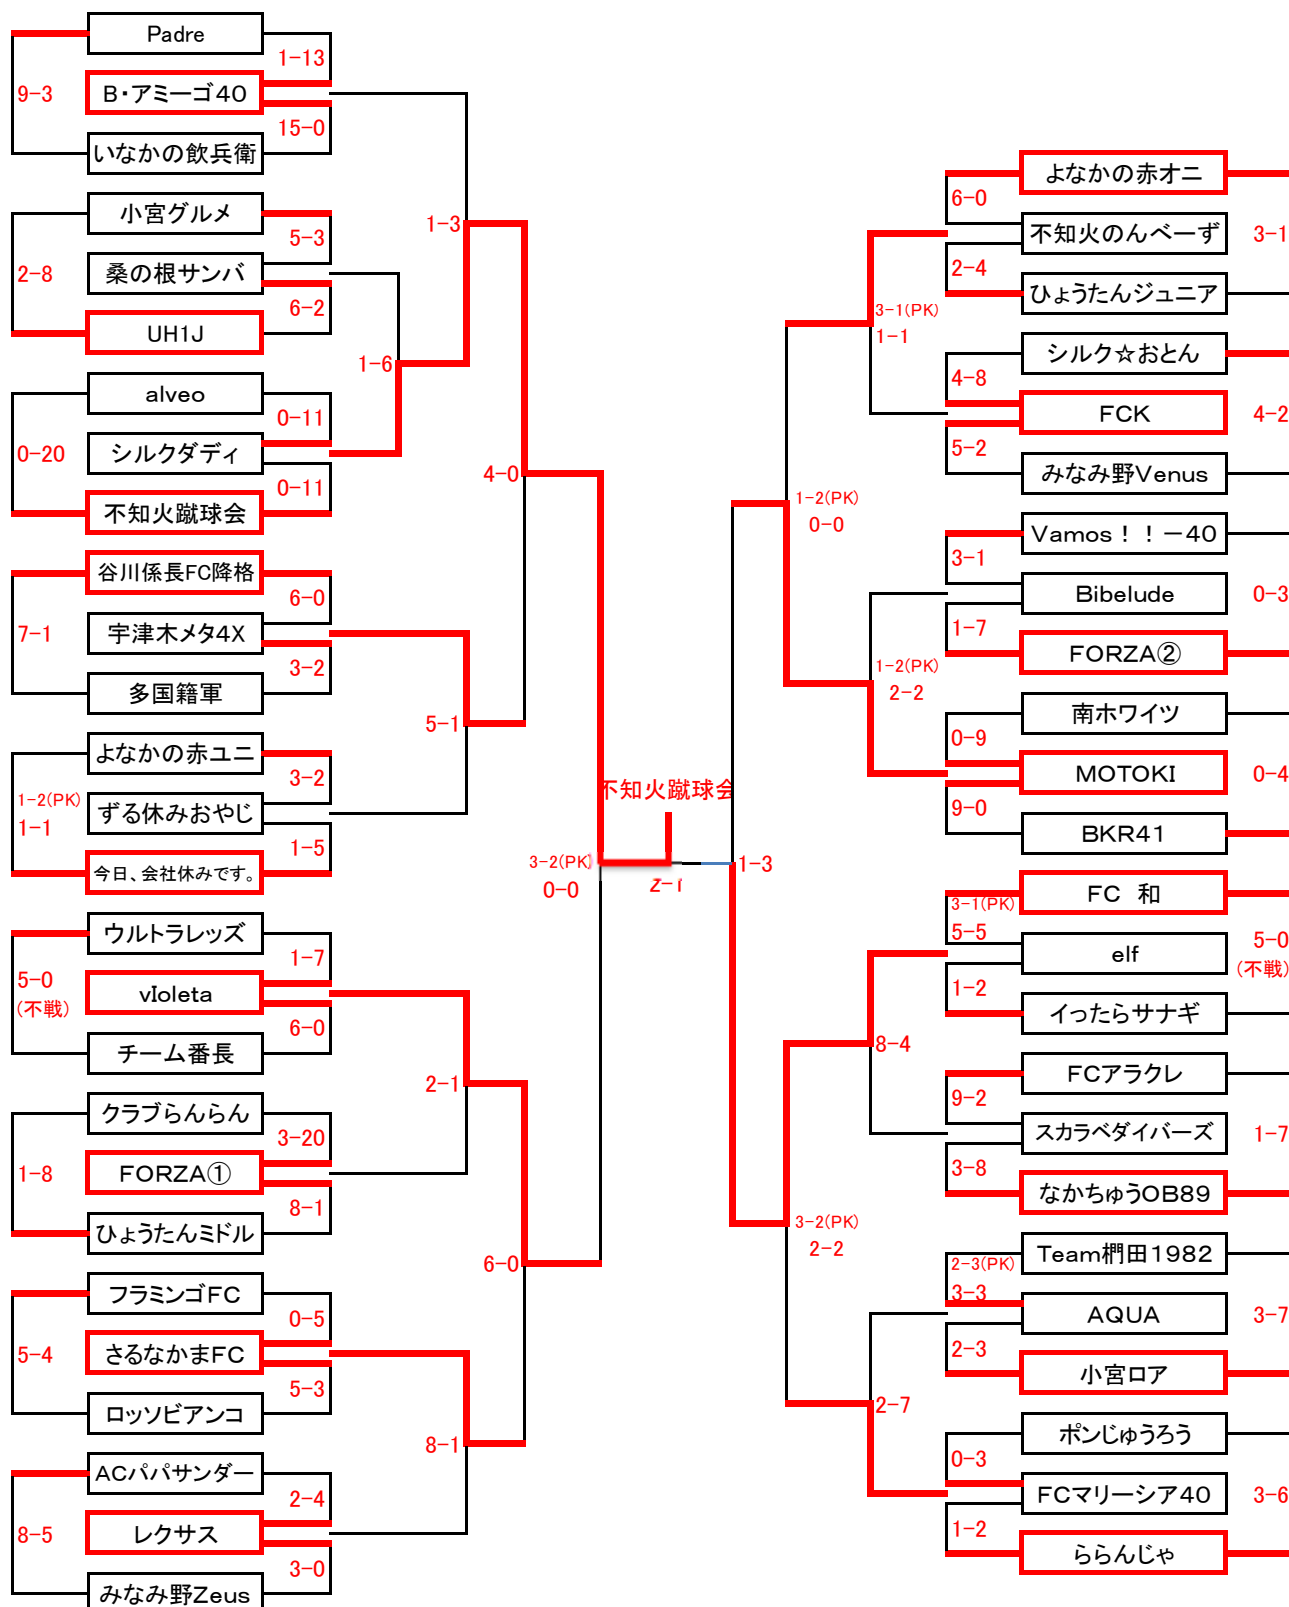 Padre
1-13
9-3
B・アミーゴ40
15-0
いなかの飲兵衛
小宮グルメ
5-3
2-8
桑の根サンバ
6-2
UH1J
alveo
0-11
0-20
シルクダディ
0-11
不知火蹴球会
谷川係長FC降格
6-0
7-1
宇津木メタ4X
3-2
多国籍軍
よなかの赤ユニ
3-2
1-2(PK)
1-1
ずる休みおやじ
1-5
今日、会社休みです。
ウルトラレッズ
1-7
5-0
(不戦)
vIoleta
6-0
チーム番長
クラブらんらん
3-20
1-8
FORZA①
8-1
ひょうたんミドル
フラミンゴFC
0-5
5-4
さるなかまFC
5-3
ロッソビアンコ
ACパパサンダー
2-4
8-5
レクサス
3-0
みなみ野Zeus
1-3
1-6
4-0
5-1
2-1
6-0
8-1
3-2(PK)
0-0
不知火蹴球会
2-1
1-3
1-2(PK)
0-0
3-1(PK)
1-1
1-2(PK)
2-2
8-4
3-2(PK)
2-2
2-7
よなかの赤オニ
6-0
不知火のんべーず
3-1
2-4
ひょうたんジュニア
シルク☆おとん
4-8
FCK
4-2
5-2
みなみ野Venus
Vamos！！－40
3-1
Bibelude
0-3
1-7
FORZA②
南ホワイツ
0-9
MOTOKI
0-4
9-0
BKR41
FC 和
3-1(PK)
5-5
elf
5-0
(不戦)
1-2
イったらサナギ
FCアラクレ
9-2
スカラベダイバーズ
1-7
3-8
なかちゅうOB89
Team椚田1982
2-3(PK)
3-3
AQUA
3-7
2-3
小宮ロア
ポンじゅうろう
0-3
FCマリーシア40
3-6
1-2
ららんじゃ